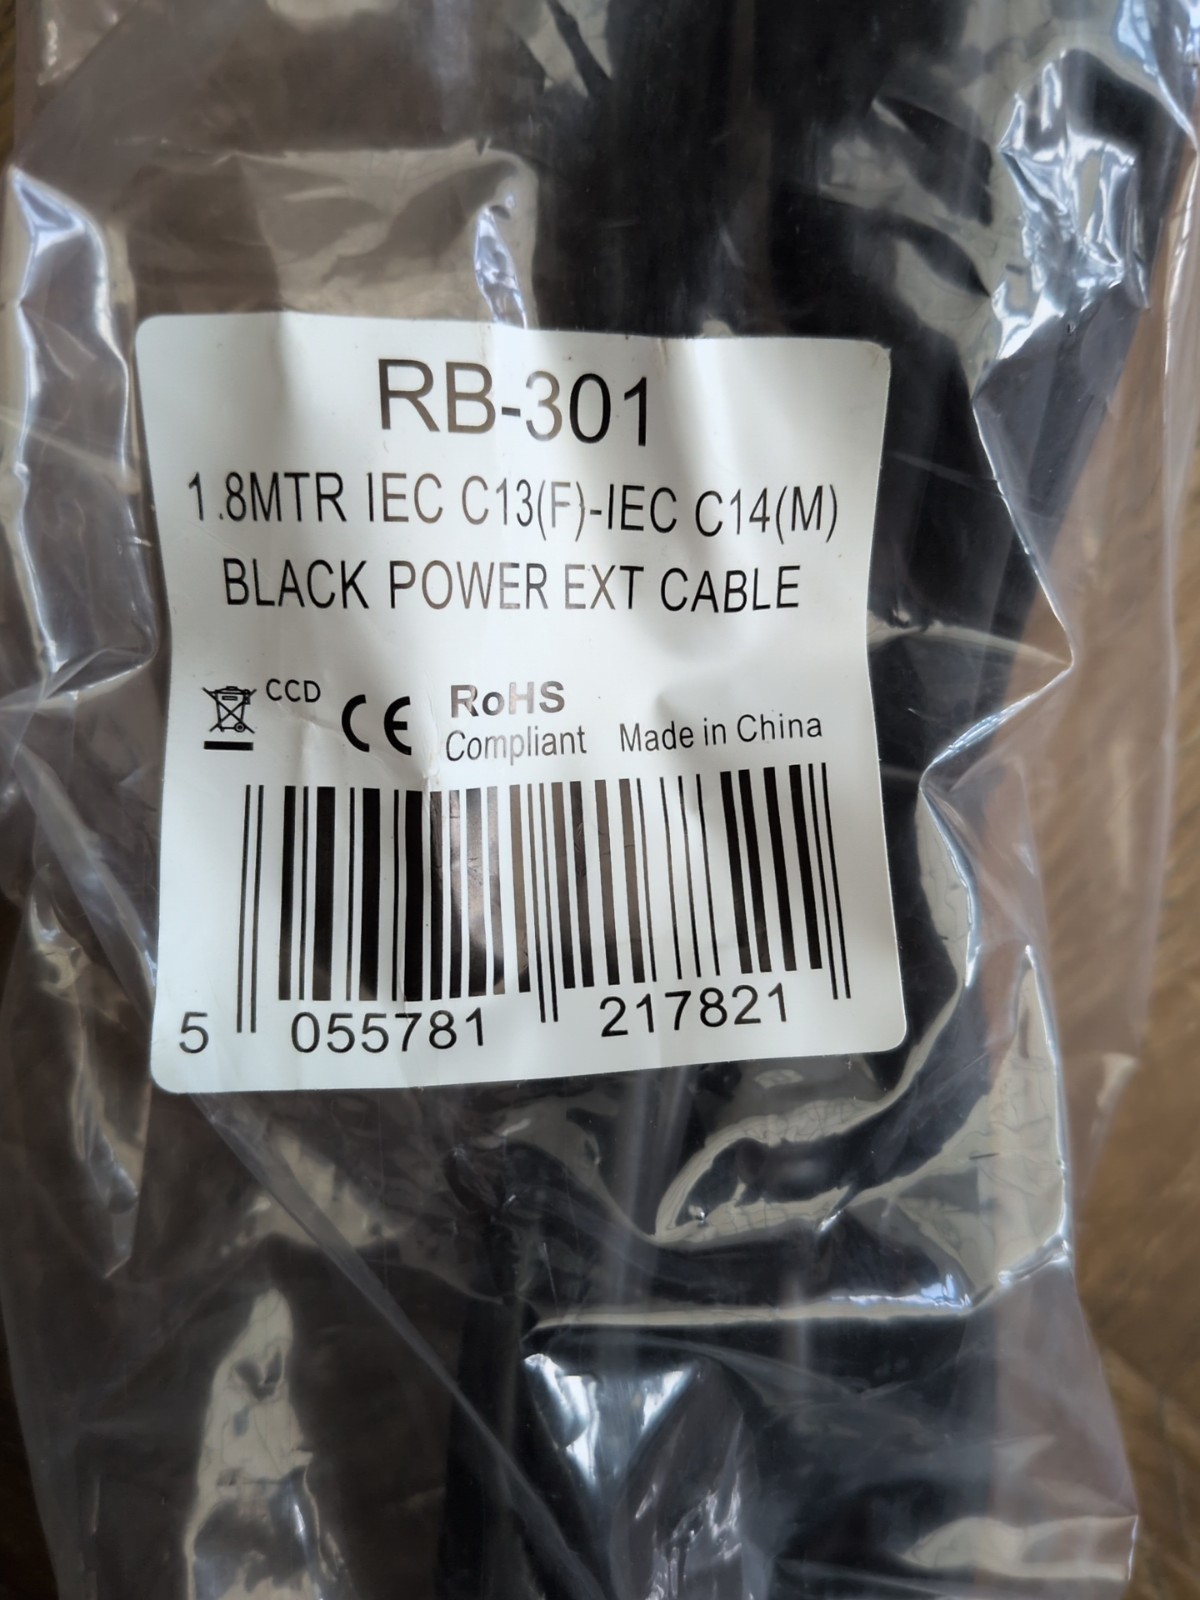 RB-301
1.8MTR IEC C13(F)-IEC C14(M)
BLACK POWER EXT CABLE
CCD CE RoHS
Compliant Made in China
5 055781 217821